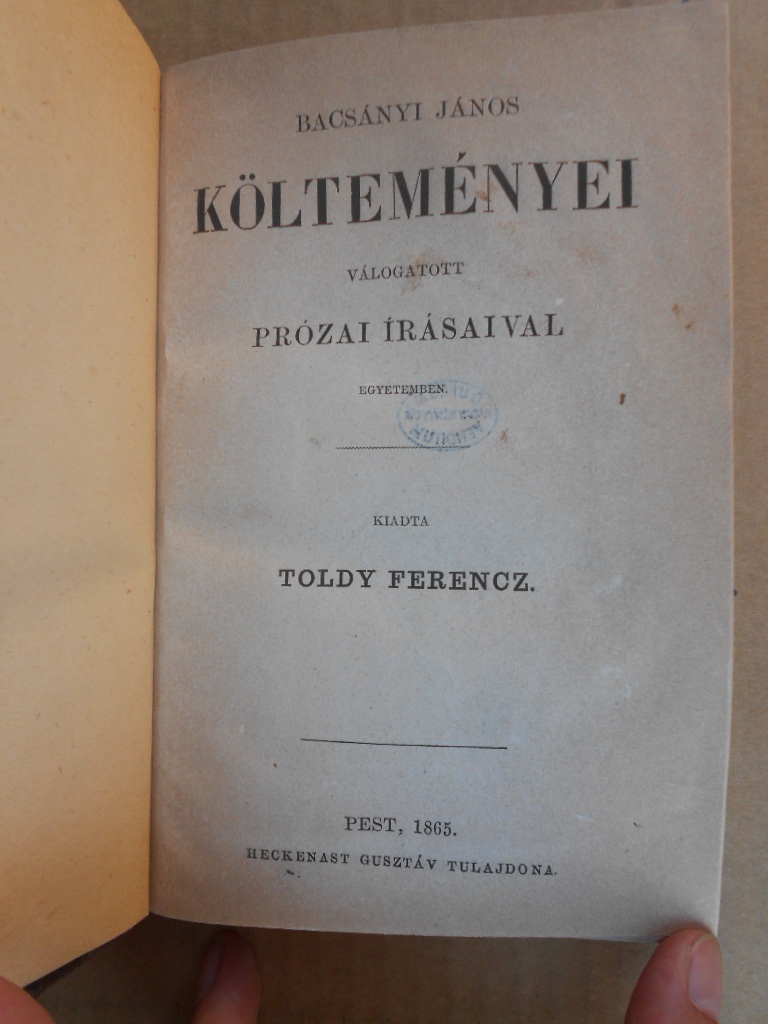 BACSÁNYI JÁNOS
KÖLTEMÉNYEI
VÁLOGATOTT
PRÓZAI ÍRÁSAIVAL
EGYETEMBEN.
KIADTA
TOLDY FERENCZ.
PEST, 1865.
HECKENAST GUSZTÁV TULAJDONA.